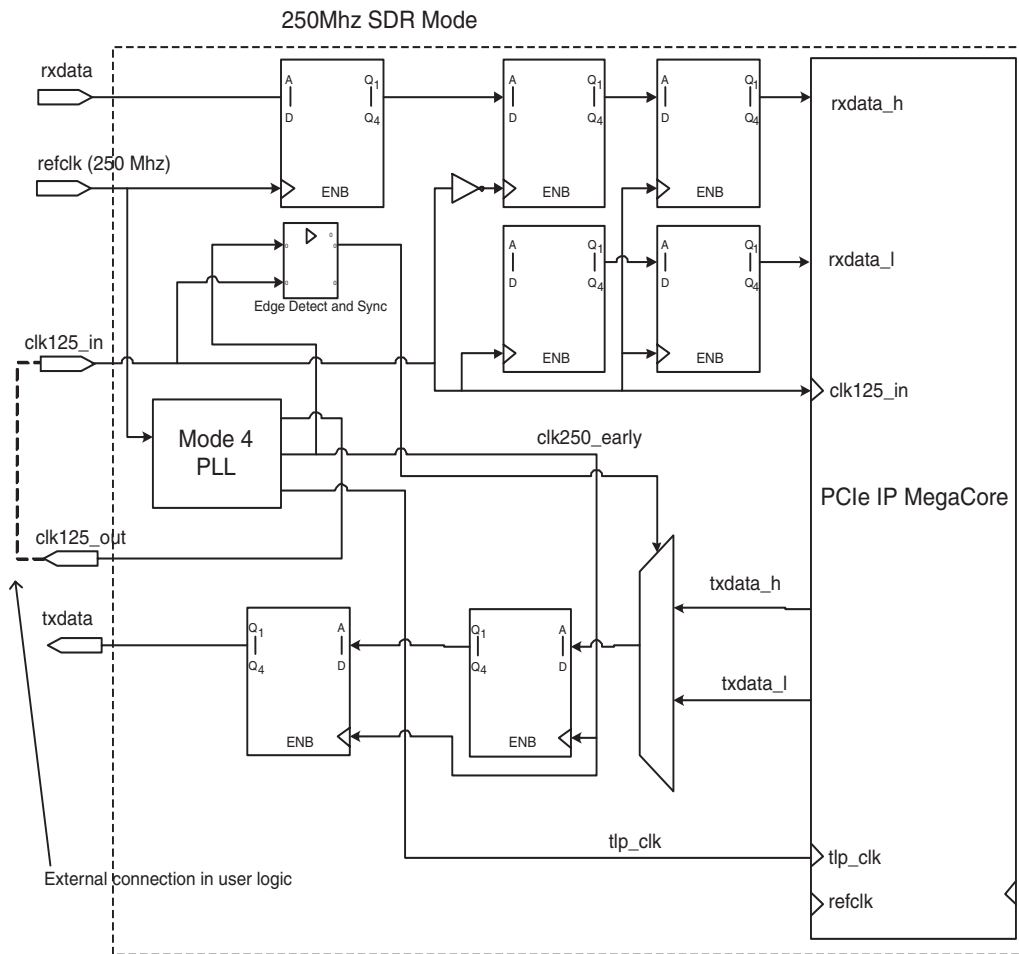 250Mhz SDR Mode
rxdata
A
D
Q1
Q4
ENB
A
D
Q1
Q4
ENB
A
D
Q1
Q4
ENB
rxdata_h
refclk (250 Mhz)
Edge Detect and Sync
A
D
Q1
Q4
ENB
A
D
Q1
Q4
ENB
rxdata_l
clk125_in
clk125_in
Mode 4
PLL
clk250_early
PCIe IP MegaCore
clk125_out
txdata
Q1
Q4
A
D
ENB
Q1
Q4
A
D
ENB
txdata_h
txdata_l
tlp_clk
tlp_clk
refclk
External connection in user logic